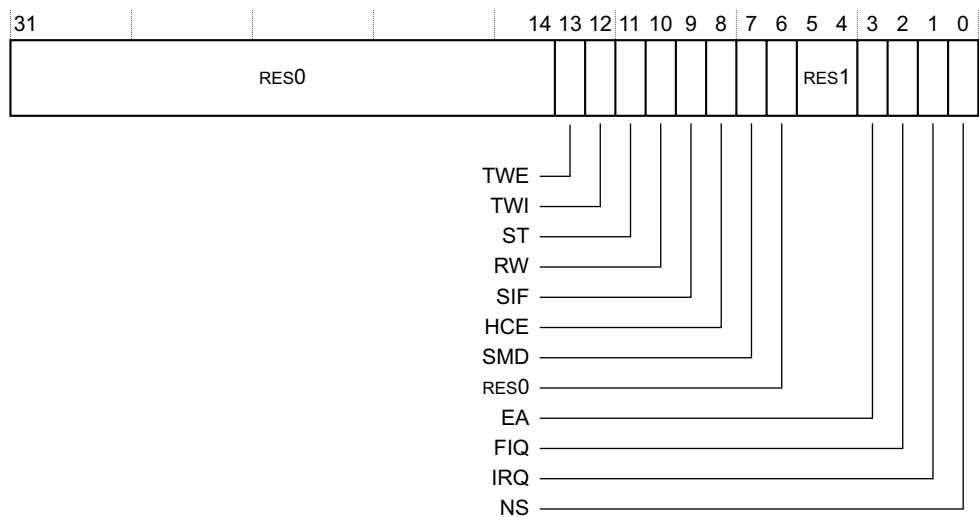 31 14 13 12 11 10 9 8 7 6 5 4 3 2 1 0
RES0 RES1
TWE
TWI
ST
RW
SIF
HCE
SMD
RES0
EA
FIQ
IRQ
NS